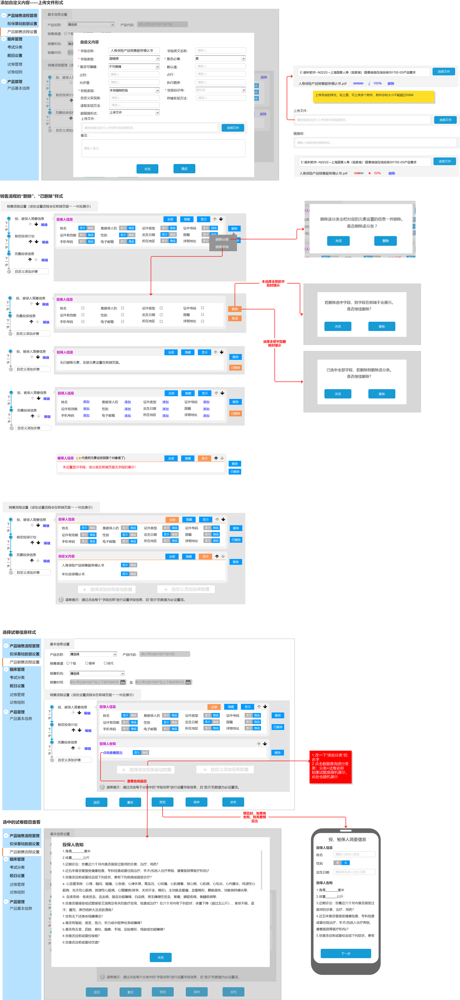 添加自定义内容——上传文件形式
产品销售流程管理
投保基础数据设置
产品销售流程设置
题库管理
考试分类
题目设置
试卷管理
试卷规则
产品管理
产品基本信息
基本信息设置
产品名称： 请选择 产品代码： 默认带出选中的产品代码
销售渠道： 个险
销售机构：
销售时间：
自定义内容
* 字段名称： 人身保险产品销售服务确认书 字段英文名称： 请输入...
* 字段类型： 超链接 * 是否必填： 是
* 是否可编辑： 不可编辑 默认值： 请输入...
占列： 请输入... 占行： 请输入...
允许值： 请输入... 执行顺序： 请输入...
* 校验类型： 本地强制校验 * 校验标识号： 请选择
自定义实现类： 请输入... 存储实现方法： 请输入...
读取实现方法： 请输入...
超链接形式： 上传文件
上传文件：
请选择路径进行上传资料供前端预览... 选择文件
备注：
请输入备注...
关闭 确定
删除
删除
E:\振利软件--N22\22—上海国泰人寿（陆家嘴）\国泰微信在线投保201702-03\产品需求 选择文件
人身保险产品销售服务确认书.pdf √ 100% 删除
上传完成的样式，如上图，可上传多个附件，附件总和大小不能超过500M
上传文件：
请选择路径进行上传资料供前端预览... 选择文件
链接到：
请输入链接到的链接地址...
E:\振利软件--N22\22—上海国泰人寿（陆家嘴）\国泰微信在线投保201702-03\产品需求 选择文件
人身保险产品销售服务确认书.pdf × 50% 删除
销售流程的“删除”、“已删除”样式
销售流程设置（该处设置流程会在前端页面一 一对应展示）
投、被保人简要信息
编辑
下一步
制定投保计划
编辑
下一步
完善投保信息
编辑
下一步
自定义添加步骤
投保人信息 全部 隐藏 显示
姓名 显示 隐藏 是被保人的 显示 隐藏 证件类型 显示 隐藏 证件号码 显示 隐藏 删除
证件有效期 显示 隐藏 性别 显示 隐藏 出生日期 显示 隐藏 国籍 显示 隐藏
手机号码 显示 隐藏 电子邮箱 显示 隐藏 所在地区 显示 隐藏 详细地址 显示
删除分类
删除字段
删除该分类会把对应的元素设置的信息一并删除。
是否删除该分类？
关闭 删除
投、被保人简要信息
编辑
下一步
完善投保信息
编辑
下一步
自定义添加步骤
投保人信息
姓名 是被保人的 证件类型 证件号码 删除
证件有效期 性别 出生日期 国籍
手机号码 电子邮箱 所在地区 详细地址 取消
未选择全部的字
段时提示
若删除选中字段，则字段在前端不会展示。
是否继续删除？
关闭 删除
选择全部字段删
除时提示
已选中全部字段，若删除则删除该分类。
是否继续删除？
关闭 删除
投、被保人简要信息
编辑
下一步
自定义添加步骤
投保人信息 全部 隐藏 显示
无已删除元素，全部元素设置在前端页面。
删除
已删除
投、被保人简要信息
编辑
下一步
完善投保信息
编辑
下一步
自定义添加步骤
投保人信息 全部 隐藏 显示
姓名 添加 是被保人的 添加 证件类型 添加 证件号码 添加 删除
证件有效期 添加 性别 添加 出生日期 添加 国籍 添加
手机号码 添加 电子邮箱 添加 所在地区 添加 详细地址 添加 已删除
被保人信息 （★代表把元素设置到某个对象里了） 全部 隐藏 显示
未设置显示字段，该分类在前端页面无字段的展示！
删除
已删除
销售流程设置（该处设置流程会在前端页面一 一对应展示）
投、被保人简要信息
编辑
下一步
制定投保计划
编辑
下一步
完善投保信息
编辑
下一步
自定义添加步骤
投保人信息 全部 隐藏 显示
姓名 显示 隐藏 是被保人的 显示 隐藏 证件类型 显示 隐藏 证件号码 显示 隐藏 删除
证件有效期 显示 隐藏 性别 显示 隐藏 出生日期 显示 隐藏 国籍 显示 隐藏
手机号码 显示 隐藏 电子邮箱 显示 隐藏 所在地区 显示 隐藏 详细地址 显示 隐藏 已删除
自定义内容 全部 隐藏 显示
人身保险产品销售服务确认书 显示 隐藏 删除
年长投保确认书 显示 隐藏
+ 选择添加投保基础数据 + 自定义添加投保数据
温馨提示：通过点击每个“字段名称”进行设置字段信息，且“显示”的数据为必设置项。
选择试卷信息样式
产品销售流程管理
投保基础数据设置
产品销售流程设置
题库管理
考试分类
题目设置
试卷管理
试卷规则
产品管理
产品基本信息
基本信息设置
产品名称： 请选择 产品代码： 默认带出选中的产品代码
销售渠道： 个险 银保 经代
销售机构： 请选择
销售时间： 默认带出选中的产品上下架开始时间 至 默认带出选中的产品上下架结束时间
销售流程设置（该处设置流程会在前端页面一 一对应展示）
投、被保人简要信息
编辑
下一步
制定投保计划
编辑
下一步
完善投保信息
编辑
下一步
自定义添加步骤
投保人信息 全部 隐藏 显示
姓名 显示 隐藏 是被保人的 显示 隐藏 证件类型 显示 隐藏 证件号码 显示 隐藏 删除
证件有效期 显示 隐藏 性别 显示 隐藏 出生日期 显示 隐藏 国籍 显示 隐藏
手机号码 显示 隐藏 电子邮箱 显示 隐藏 所在地区 显示 隐藏 详细地址 显示 隐藏 已删除
投保人告知
点我查看题目 显示 隐藏 删除
+ 选择添加投保基础数据 + 自定义添加投保数据
查看告知题目
温馨提示：通过点击每个分类中的“字段名称”进行设置字段信息，且“显示”的数据为必设置项。
返回 重置 预览 保存 发布
1.改一下“添加分类”的
名字
2.点击数据查询进行变
更：分类+试卷名称
如果试题是随机展示，
此处也随机展示
预览时，如果有
告知，则需要预
览出
选中的试卷题目查看
产品销售流程管理
投保基础数据设置
产品销售流程设置
题库管理
考试分类
题目设置
试卷管理
试卷规则
产品管理
产品基本信息
基本信息设置
投保人告知
1.身高______厘米
2.体重______公斤
3.近期诊治：您最近六个月内是否接受过医师的诊察、治疗、用药?
4.近五年是否曾接受健康检查、专科检查或曾住院治疗、手术(包括入住疗养院、康复医院等医疗机构)?
5.您是否目前或曾经出现下列症状、患有下列疾病或接受诊疗?
a. 心血管系统：心悸、胸闷、胸痛、心杂音、心律失常、高血压、心绞痛、心肌梗塞、冠心病、心肌病、心包炎、心内膜炎、风湿性心
脏病、先天性心脏病、肺源性心脏病、心瓣膜病(狭窄、关闭不全、畸形)、主动脉血管瘤、血管畸形、静脉曲张、动脉粥样硬化等；
b. 血液系统：各类贫血、血友病、凝血功能障碍、白血病、再生障碍性贫血、紫癜、脾脏疾病、骨髓疾病等；
6.您是否曾接受或试图接受艾滋病及有关的医疗咨询、检查或治疗？在六个月内有下列症状：体重下降（超过五公斤）、食欲不振、盗
汗、腹泻、淋巴结肿大及皮肤溃疡?
7.您有无下述身体残障情况?
a.是否有智能、语言、视力、听力或中枢神经系统障碍?
b.是否有五官、四肢、脊柱、胸廓、手指、足趾畸形、残缺或功能障碍?
8.您是否目前或曾经吸烟?
9.您是否目前或曾经饮酒?
关闭
温馨提示：通过点击每个分类中的“字段名称”进行设置字段信息，且“显示”的数据为必设置项。
返回 重置 预览 保存 发布
投、被保人简要信息
投保人信息
姓名 请输入投保人姓名
性别 男 女
出生日期 请选择投保人出生日期
投保人告知
1.身高______厘米
2.体重______公斤
3.近期诊治：您最近六个月内是否接受过
医师的诊察、治疗、用药?
4.近五年是否曾接受健康检查、专科检查
或曾住院治疗、手术(包括入住疗养院、
康复医院等医疗机构)?
5.您是否目前或曾经出现下列症状、患有
下一步